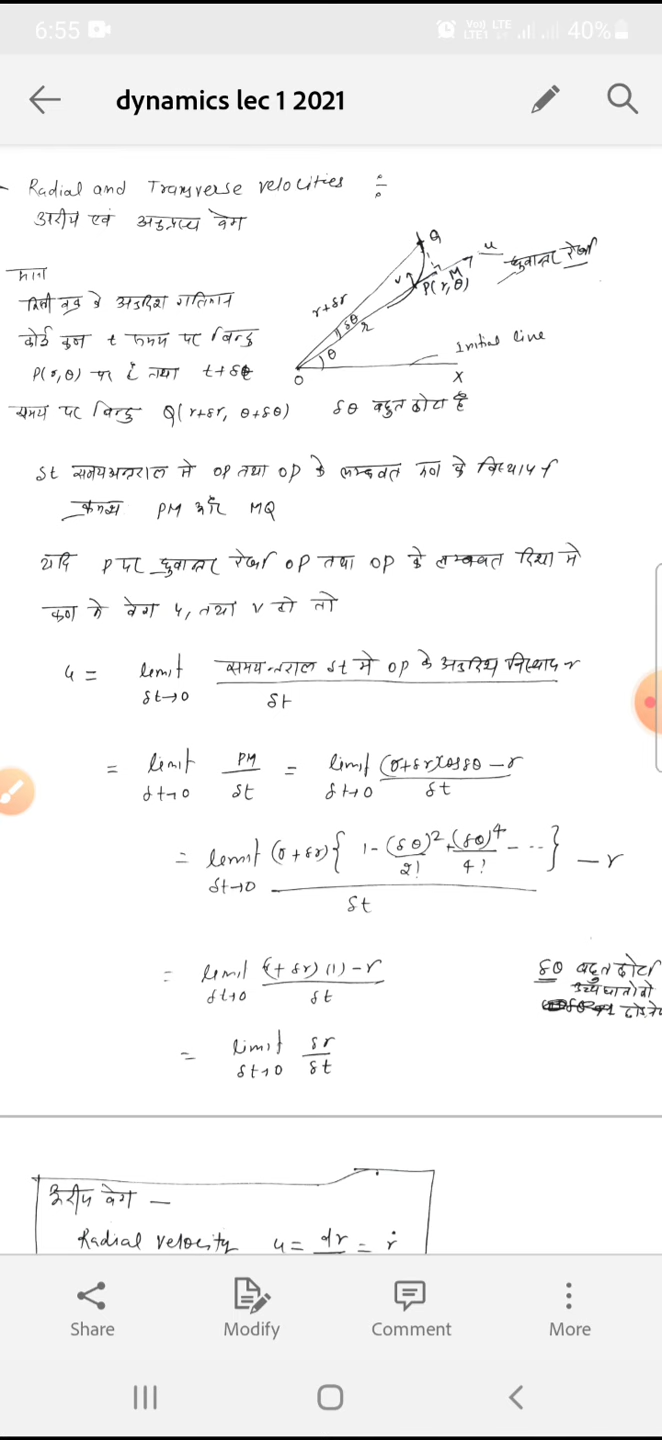 6:55
Vo) LTE
LTE1
40%
dynamics lec 1 2021
Radial and Transverse velocities :-
अरीय एवं अनुप्रस्थ वेग
माना
किसी वक्र के अनुदिश गतिमान
कोई कण t समय पर बिन्दु
P(r, θ) पर है तथा t+δt
समय पर बिन्दु Q(r+δr, θ+δθ)
δθ बहुत छोटा है
Q
u
ध्रुवान्तर रेखा
v
M
P(r, θ)
r+δr
δθ
r
θ
Initial line
O
X
δt समयअन्तराल में OP तथा OP के लम्बवत कण के विस्थापन
क्रमशः PM और MQ
यदि P पर ध्रुवान्तर रेखा OP तथा OP के लम्बवत दिशा में
कण के वेग u, तथा v हो तो
u = limit समयान्तराल δt में OP के अनुदिश विस्थापन
δt→0 δt
= limit PM = limit (r+δr)cosδθ – r
δt→0 δt δt→0 δt
= limit (r+δr){ 1 - (δθ)² + (δθ)⁴ - ... } – r
2! 4!
δt→0 δt
= limit (r+δr)(1) – r
δt→0 δt
δθ बहुत छोटा
उच्च घातो को
= limit δr
δt→0 δt
अरीय वेग —
Radial velocity u = dr = ṙ
Share
Modify
Comment
More